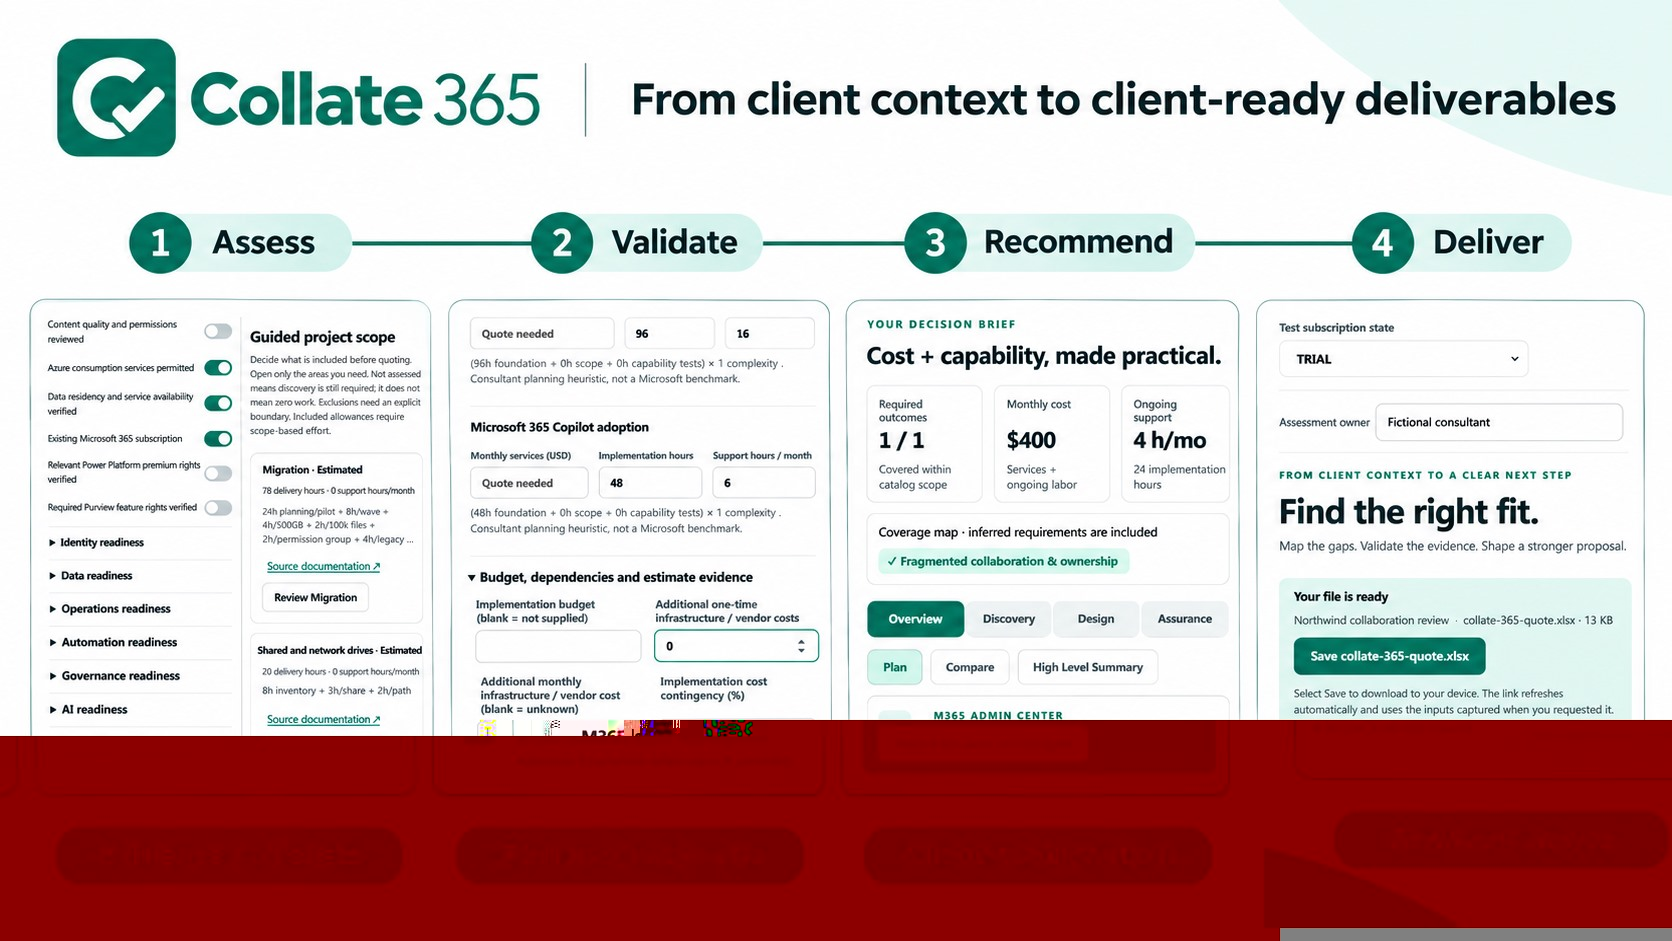 Collate 365
From client context to client-ready deliverables
1 Assess
2 Validate
3 Recommend
4 Deliver
Content quality and permissions
reviewed
Azure consumption services permitted
Data residency and service availability
verified
Existing Microsoft 365 subscription
Relevant Power Platform premium rights
verified
Required Purview feature rights verified
Identity readiness
Data readiness
Operations readiness
Automation readiness
Governance readiness
AI readiness
Guided project scope
Decide what is included before quoting.
Open only the areas you need. Not assessed
means discovery is still required; it does not
mean zero work. Exclusions need an explicit
boundary. Included allowances require
scope-based effort.
Migration · Estimated
78 delivery hours · 0 support hours/month
24h planning/pilot + 8h/wave +
4h/500GB + 2h/100k files +
2h/permission group + 4h/legacy ...
Source documentation ↗
Review Migration
Shared and network drives · Estimated
20 delivery hours · 0 support hours/month
8h inventory + 3h/share + 2h/path
Source documentation ↗
Quote needed 96 16
(96h foundation + 0h scope + 0h capability tests) × 1 complexity .
Consultant planning heuristic, not a Microsoft benchmark.
Microsoft 365 Copilot adoption
Monthly services (USD) Implementation hours Support hours / month
Quote needed 48 6
(48h foundation + 0h scope + 0h capability tests) × 1 complexity .
Consultant planning heuristic, not a Microsoft benchmark.
Budget, dependencies and estimate evidence
Implementation budget
(blank = not supplied)
Additional one-time
infrastructure / vendor costs
0
Additional monthly
infrastructure / vendor cost
(blank = unknown)
Implementation cost
contingency (%)
YOUR DECISION BRIEF
Cost + capability, made practical.
Required
outcomes
1 / 1
Covered within
catalog scope
Monthly cost
$400
Services +
ongoing labor
Ongoing
support
4 h/mo
24 implementation
hours
Coverage map · inferred requirements are included
✓ Fragmented collaboration & ownership
Overview Discovery Design Assurance
Plan Compare High Level Summary
M365 ADMIN CENTER
Test subscription state
TRIAL
Assessment owner Fictional consultant
FROM CLIENT CONTEXT TO A CLEAR NEXT STEP
Find the right fit.
Map the gaps. Validate the evidence. Shape a stronger proposal.
Your file is ready
Northwind collaboration review · collate-365-quote.xlsx · 13 KB
Save collate-365-quote.xlsx
Select Save to download to your device. The link refreshes
automatically and uses the inputs captured when you requested it.